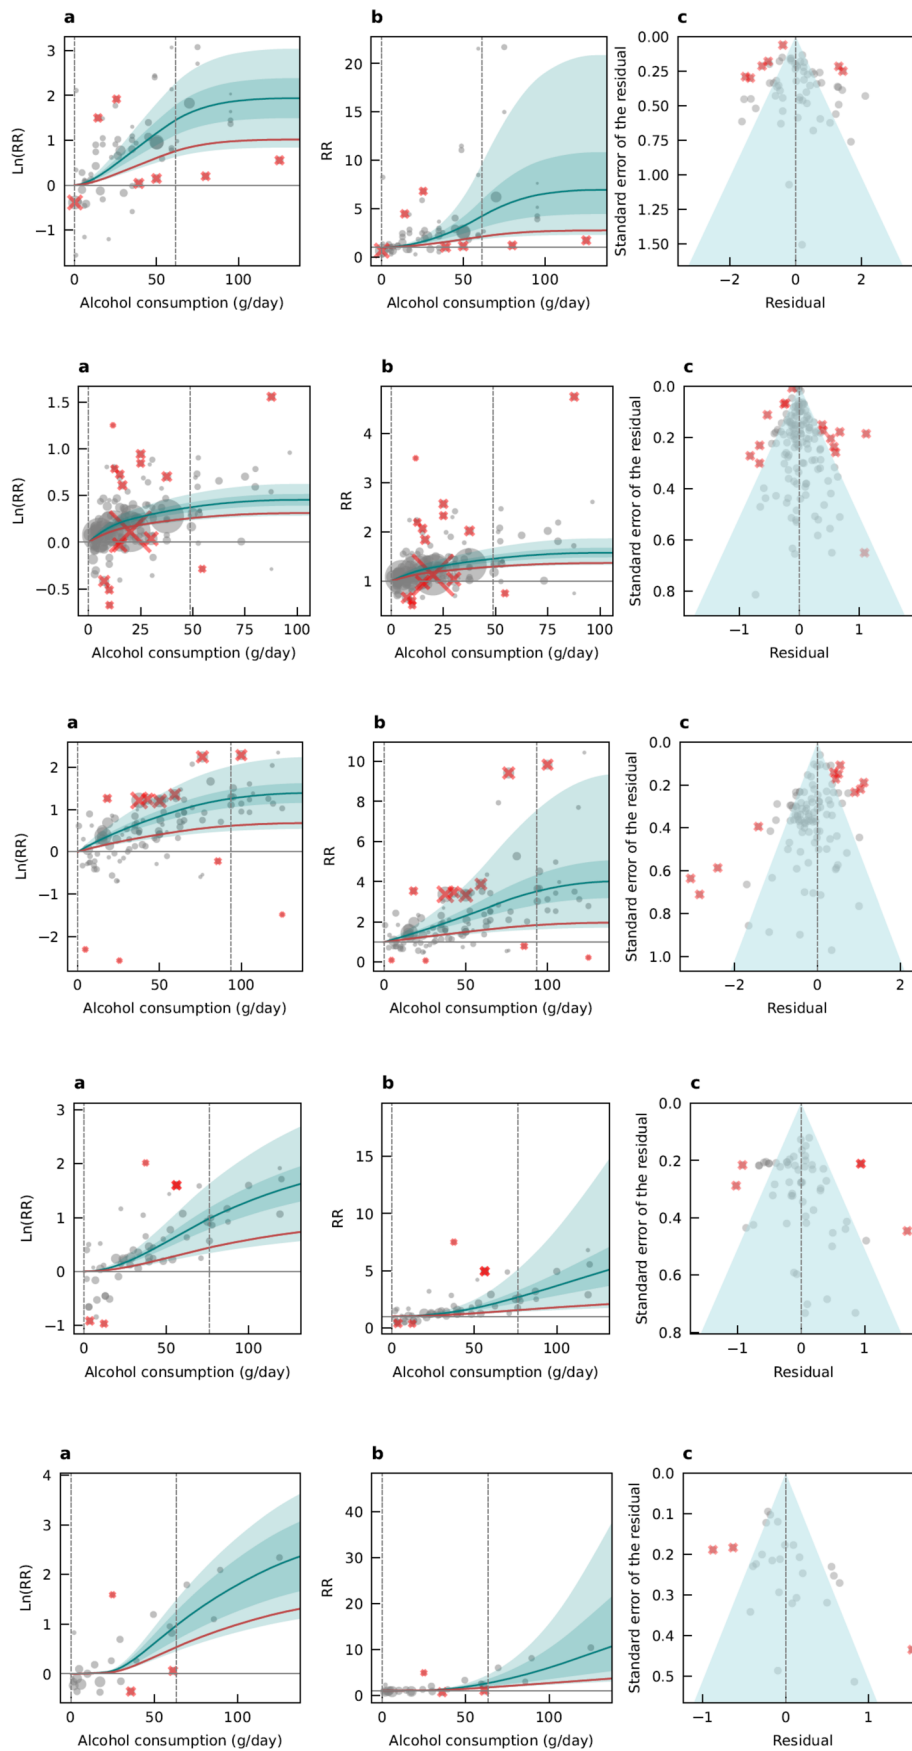 a
b
c
3
2
1
0
−1
Ln(RR)
0
50
100
Alcohol consumption (g/day)
20
15
10
5
0
RR
0
50
100
Alcohol consumption (g/day)
0.00
0.25
0.50
0.75
1.00
1.25
1.50
Standard error of the residual
−2
0
2
Residual
a
b
c
1.5
1.0
0.5
0.0
−0.5
Ln(RR)
0
25
50
75
100
Alcohol consumption (g/day)
4
3
2
1
RR
0
25
50
75
100
Alcohol consumption (g/day)
0.0
0.2
0.4
0.6
0.8
Standard error of the residual
−1
0
1
Residual
a
b
c
2
1
0
−1
−2
Ln(RR)
0
50
100
Alcohol consumption (g/day)
10
8
6
4
2
0
RR
0
50
100
Alcohol consumption (g/day)
0.0
0.2
0.4
0.6
0.8
1.0
Standard error of the residual
−2
0
2
Residual
a
b
c
3
2
1
0
−1
Ln(RR)
0
50
100
Alcohol consumption (g/day)
15
10
5
0
RR
0
50
100
Alcohol consumption (g/day)
0.0
0.2
0.4
0.6
0.8
Standard error of the residual
−1
0
1
Residual
a
b
c
4
3
2
1
0
Ln(RR)
0
50
100
Alcohol consumption (g/day)
40
30
20
10
0
RR
0
50
100
Alcohol consumption (g/day)
0.0
0.1
0.2
0.3
0.4
0.5
Standard error of the residual
−1
0
1
Residual